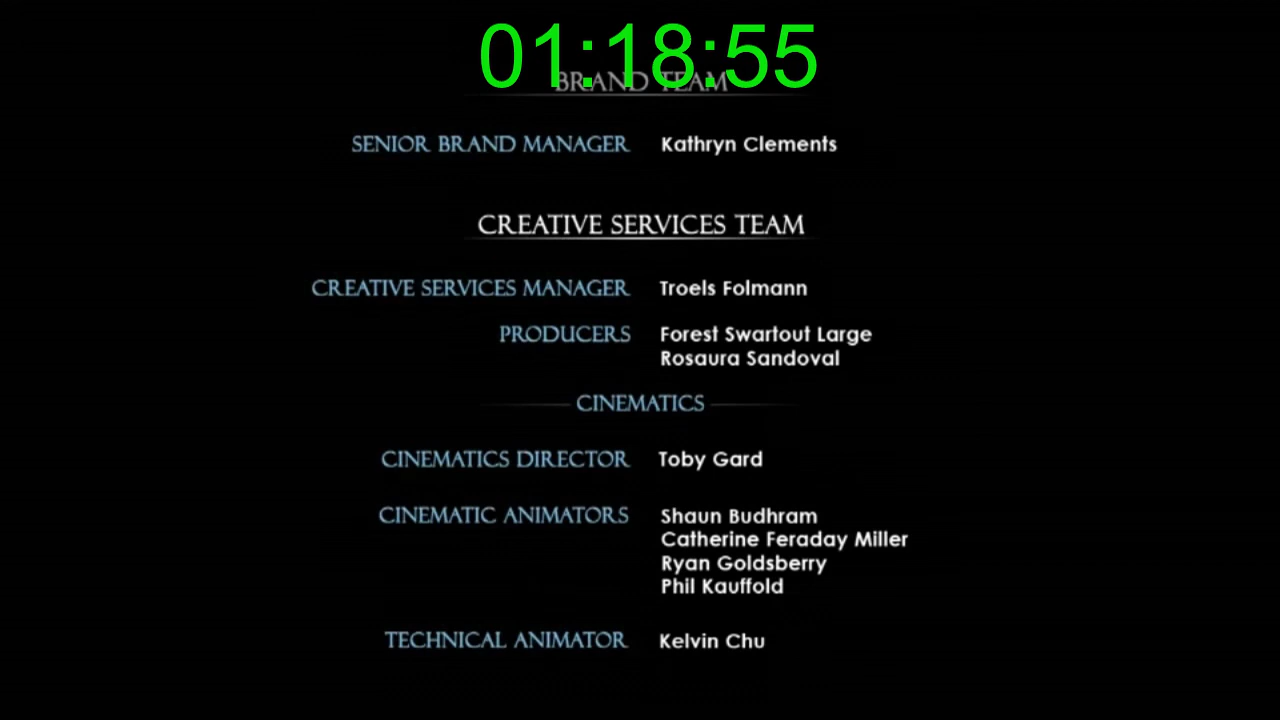 01:18:55
BRAND TEAM
SENIOR BRAND MANAGER Kathryn Clements
CREATIVE SERVICES TEAM
CREATIVE SERVICES MANAGER Troels Folmann
PRODUCERS Forest Swartout Large
Rosaura Sandoval
CINEMATICS
CINEMATICS DIRECTOR Toby Gard
CINEMATIC ANIMATORS Shaun Budhram
Catherine Feraday Miller
Ryan Goldsberry
Phil Kauffold
TECHNICAL ANIMATOR Kelvin Chu